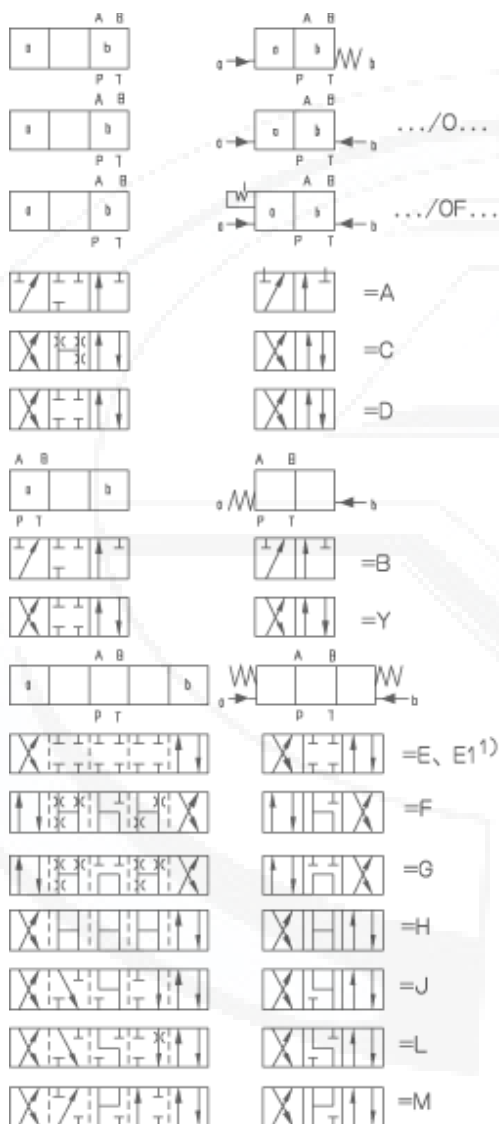 A B
a b
P T
A B
a a b b
P T
A B
a b
P T
A B
a a b b .../O...
P T
A B
a b
P T
A B
a a b b .../OF...
P T
=A
=C
=D
A B
a b
P T
A B
a b
P T
=B
=Y
A B
a b
P T
A B
a b
P T
=E、E1¹⁾
=F
=G
=H
=J
=L
=M